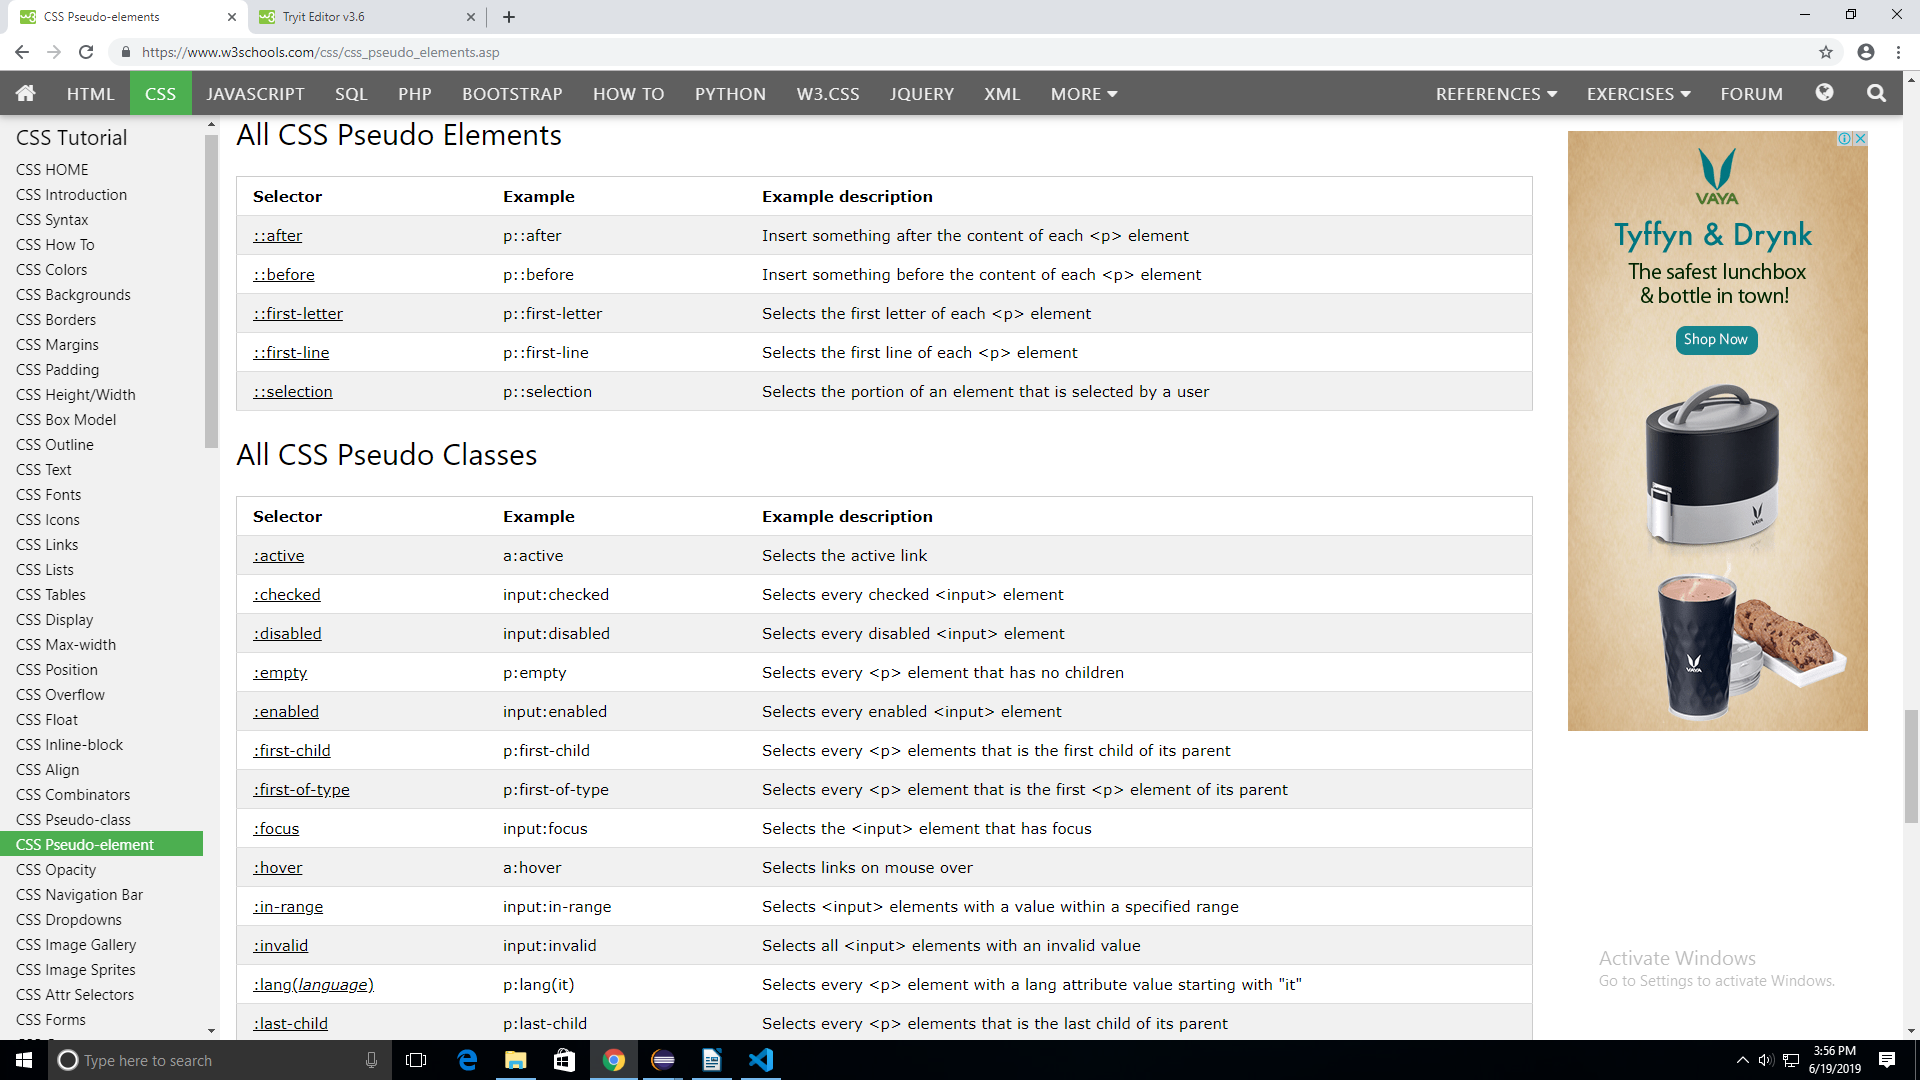 CSS Pseudo-elements
Tryit Editor v3.6
https://www.w3schools.com/css/css_pseudo_elements.asp
HTML CSS JAVASCRIPT SQL PHP BOOTSTRAP HOW TO PYTHON W3.CSS JQUERY XML MORE REFERENCES EXERCISES FORUM
CSS Tutorial
CSS HOME
CSS Introduction
CSS Syntax
CSS How To
CSS Colors
CSS Backgrounds
CSS Borders
CSS Margins
CSS Padding
CSS Height/Width
CSS Box Model
CSS Outline
CSS Text
CSS Fonts
CSS Icons
CSS Links
CSS Lists
CSS Tables
CSS Display
CSS Max-width
CSS Position
CSS Overflow
CSS Float
CSS Inline-block
CSS Align
CSS Combinators
CSS Pseudo-class
CSS Pseudo-element
CSS Opacity
CSS Navigation Bar
CSS Dropdowns
CSS Image Gallery
CSS Image Sprites
CSS Attr Selectors
CSS Forms
All CSS Pseudo Elements
Selector Example Example description
::after p::after Insert something after the content of each <p> element
::before p::before Insert something before the content of each <p> element
::first-letter p::first-letter Selects the first letter of each <p> element
::first-line p::first-line Selects the first line of each <p> element
::selection p::selection Selects the portion of an element that is selected by a user
All CSS Pseudo Classes
Selector Example Example description
:active a:active Selects the active link
:checked input:checked Selects every checked <input> element
:disabled input:disabled Selects every disabled <input> element
:empty p:empty Selects every <p> element that has no children
:enabled input:enabled Selects every enabled <input> element
:first-child p:first-child Selects every <p> elements that is the first child of its parent
:first-of-type p:first-of-type Selects every <p> element that is the first <p> element of its parent
:focus input:focus Selects the <input> element that has focus
:hover a:hover Selects links on mouse over
:in-range input:in-range Selects <input> elements with a value within a specified range
:invalid input:invalid Selects all <input> elements with an invalid value
:lang(language) p:lang(it) Selects every <p> element with a lang attribute value starting with "it"
:last-child p:last-child Selects every <p> elements that is the last child of its parent
VAYA
Tyffyn & Drynk
The safest lunchbox
& bottle in town!
Shop Now
VAYA
VAYA
Activate Windows
Go to Settings to activate Windows.
Type here to search
3:56 PM
6/19/2019